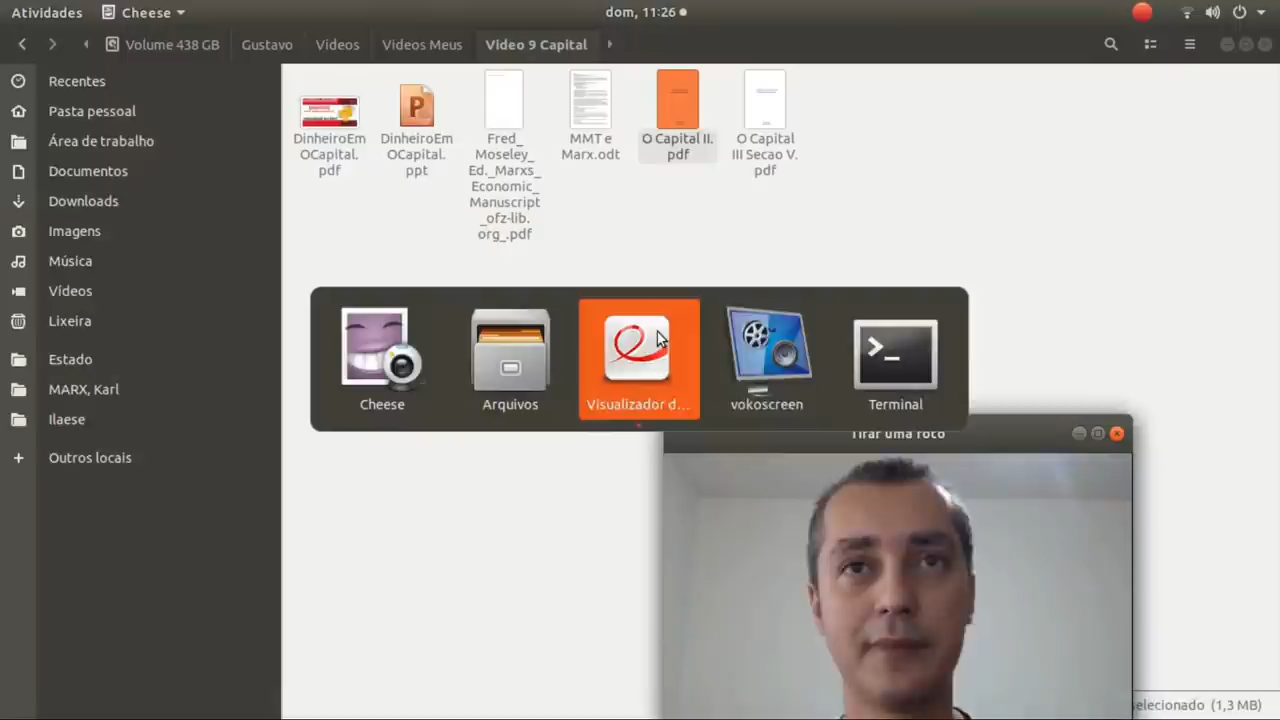 Atividades
Cheese
dom, 11:26
Volume 438 GB
Gustavo
Vídeos
Videos Meus
Video 9 Capital
Recentes
Pasta pessoal
Área de trabalho
Documentos
Downloads
Imagens
Música
Vídeos
Lixeira
Estado
MARX, Karl
Ilaese
Outros locais
DinheiroEm
OCapital.
pdf
DinheiroEm
OCapital.
ppt
Fred_
Moseley_
Ed._Marxs_
Economic_
Manuscript
_ofz-lib.
org_.pdf
MMT e
Marx.odt
O Capital II.
pdf
O Capital
III Secao V.
pdf
Cheese
Arquivos
Visualizador d...
vokoscreen
Terminal
Tirar uma foto
selecionado (1,3 MB)